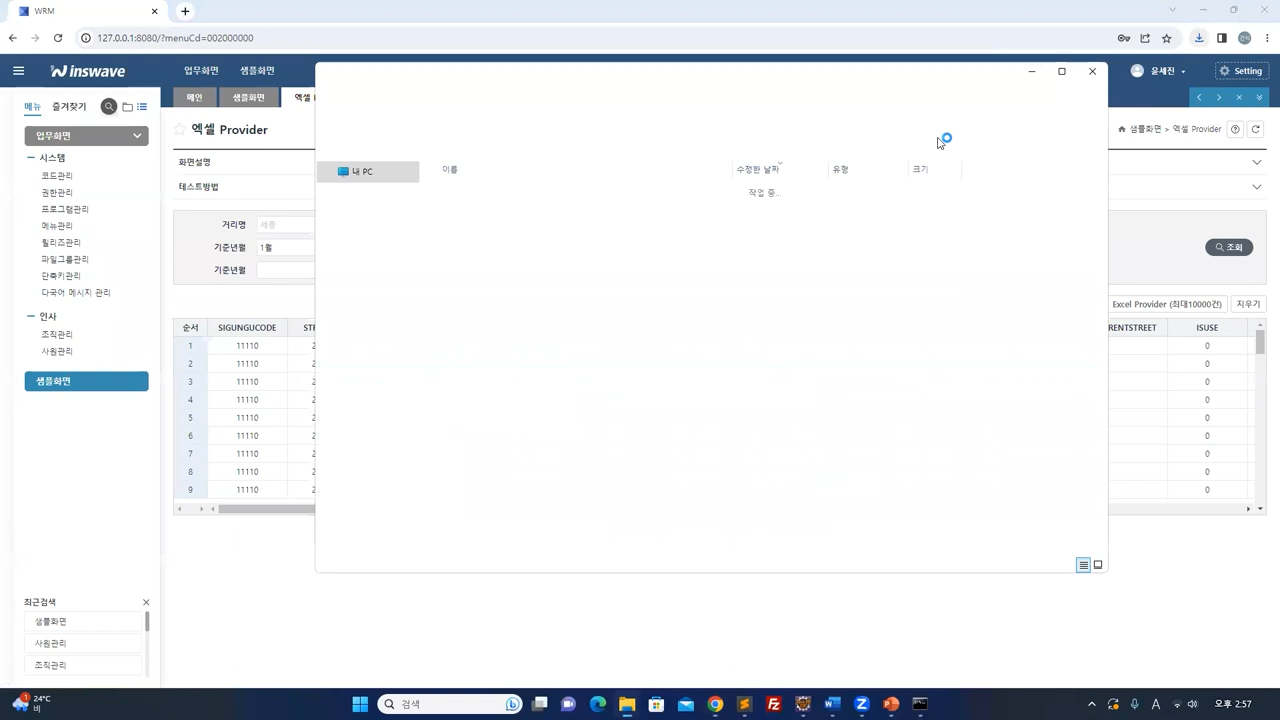 WRM
127.0.0.1:8080/?menuCd=002000000
inswave
업무화면
샘플화면
윤세진
Setting
메뉴
즐겨찾기
업무화면
시스템
코드관리
권한관리
프로그램관리
메뉴관리
릴리즈관리
파일그룹관리
단축키관리
다국어 메시지 관리
인사
조직관리
사원관리
샘플화면
최근검색
샘플화면
사원관리
조직관리
메인
샘플화면
엑셀
엑셀 Provider
샘플화면 > 엑셀 Provider
화면설명
테스트방법
거리명 세종
기준년월 1월
기준년월
조회
Excel Provider (최대10000건)
지우기
순서 SIGUNGUCODE RENTSTREET ISUSE
1 11110 2 0
2 11110 2 0
3 11110 2 0
4 11110 2 0
5 11110 2 0
6 11110 2 0
7 11110 2 0
8 11110 2 0
9 11110 2 0
내 PC
이름
수정한 날짜
유형
크기
작업 중...
1
24°C
비
검색
A
오후 2:57